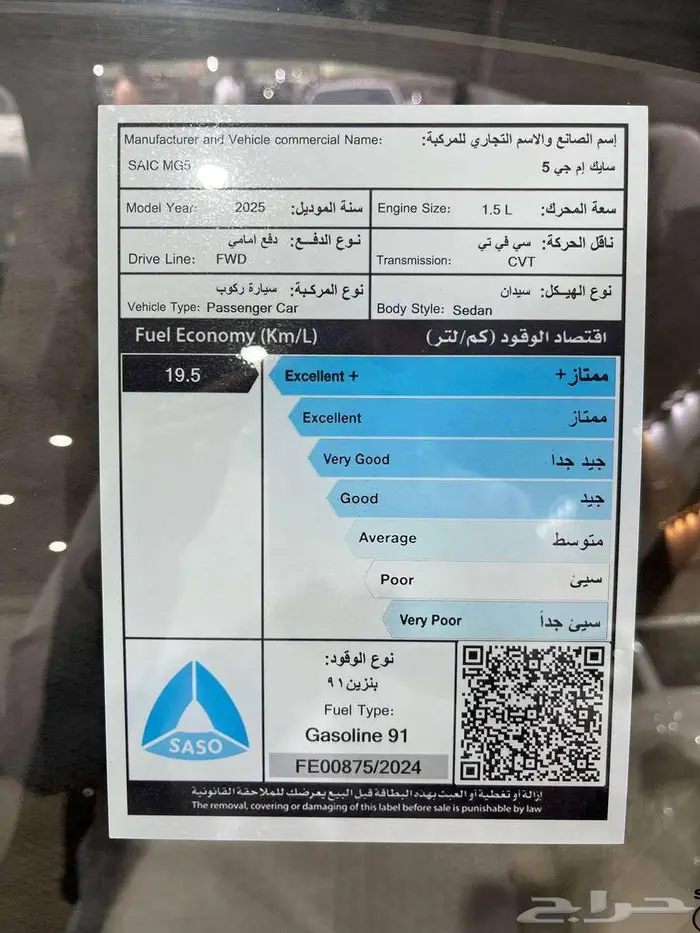 Manufacturer and Vehicle commercial Name: إسم الصانع والاسم التجاري للمركبة:
SAIC MG5 سايك إم جي 5
Model Year: 2025 سنة الموديل:
Engine Size: 1.5 L سعة المحرك:
نوع الدفع: دفع امامي
Drive Line: FWD
ناقل الحركة: سي في تي
Transmission: CVT
نوع المركبة: سيارة ركوب
Vehicle Type: Passenger Car
نوع الهيكل: سيدان
Body Style: Sedan
Fuel Economy (Km/L) اقتصاد الوقود (كم/لتر)
19.5
Excellent + ممتاز+
Excellent ممتاز
Very Good جيد جدا
Good جيد
Average متوسط
Poor سيئ
Very Poor سيئ جداً
SASO
نوع الوقود:
بنزين ٩١
Fuel Type:
Gasoline 91
FE00875/2024
إزالة أو تغطية أو العبث بهذه البطاقة قبل البيع يعرضك للملاحقة القانونية
The removal, covering or damaging of this label before sale is punishable by law
حراج